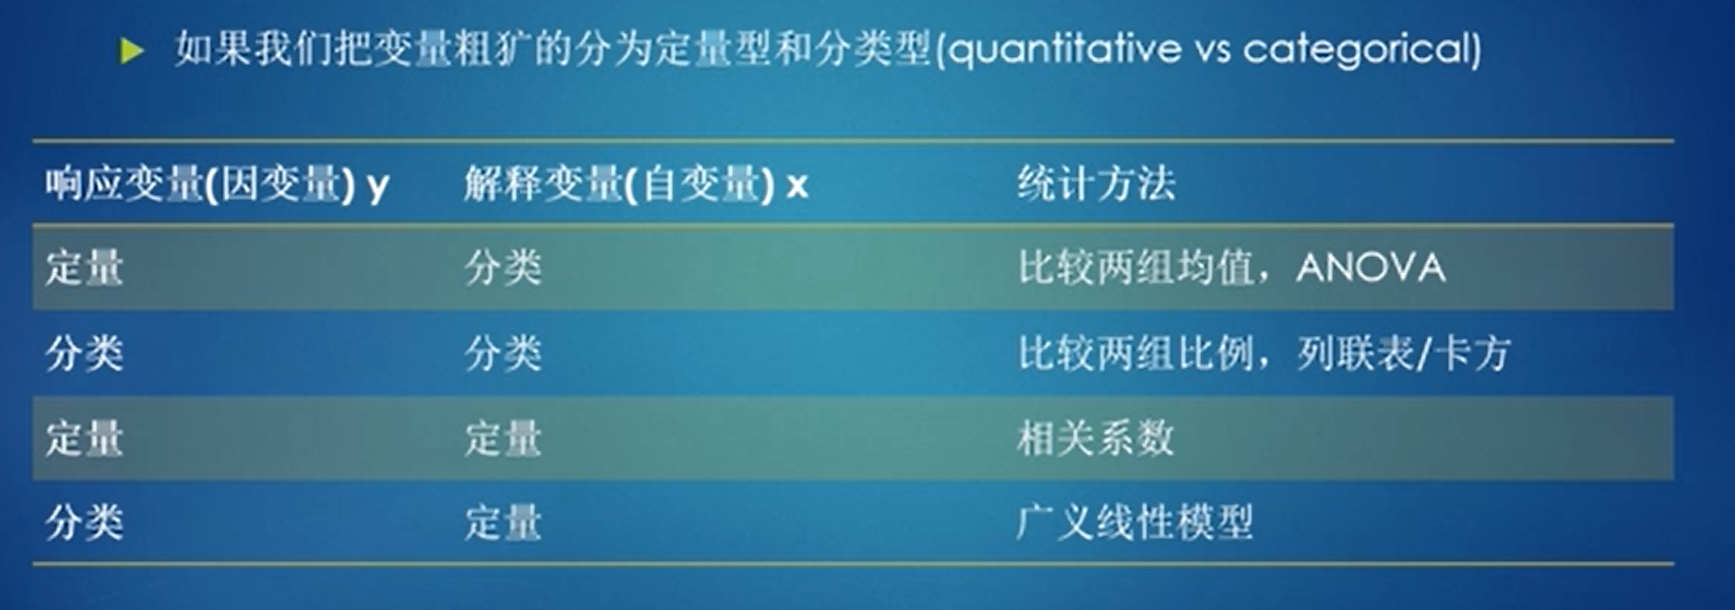 如果我们把变量粗犷的分为定量型和分类型(quantitative vs categorical)
响应变量(因变量) y 解释变量(自变量) x 统计方法
定量 分类 比较两组均值，ANOVA
分类 分类 比较两组比例，列联表/卡方
定量 定量 相关系数
分类 定量 广义线性模型